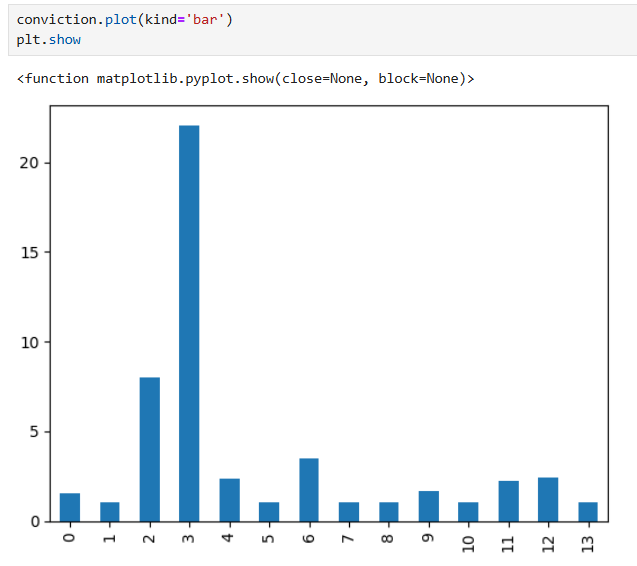 conviction.plot(kind='bar')
plt.show
<function matplotlib.pyplot.show(close=None, block=None)>
20
15
10
5
0
0 1 2 3 4 5 6 7 8 9 10 11 12 13